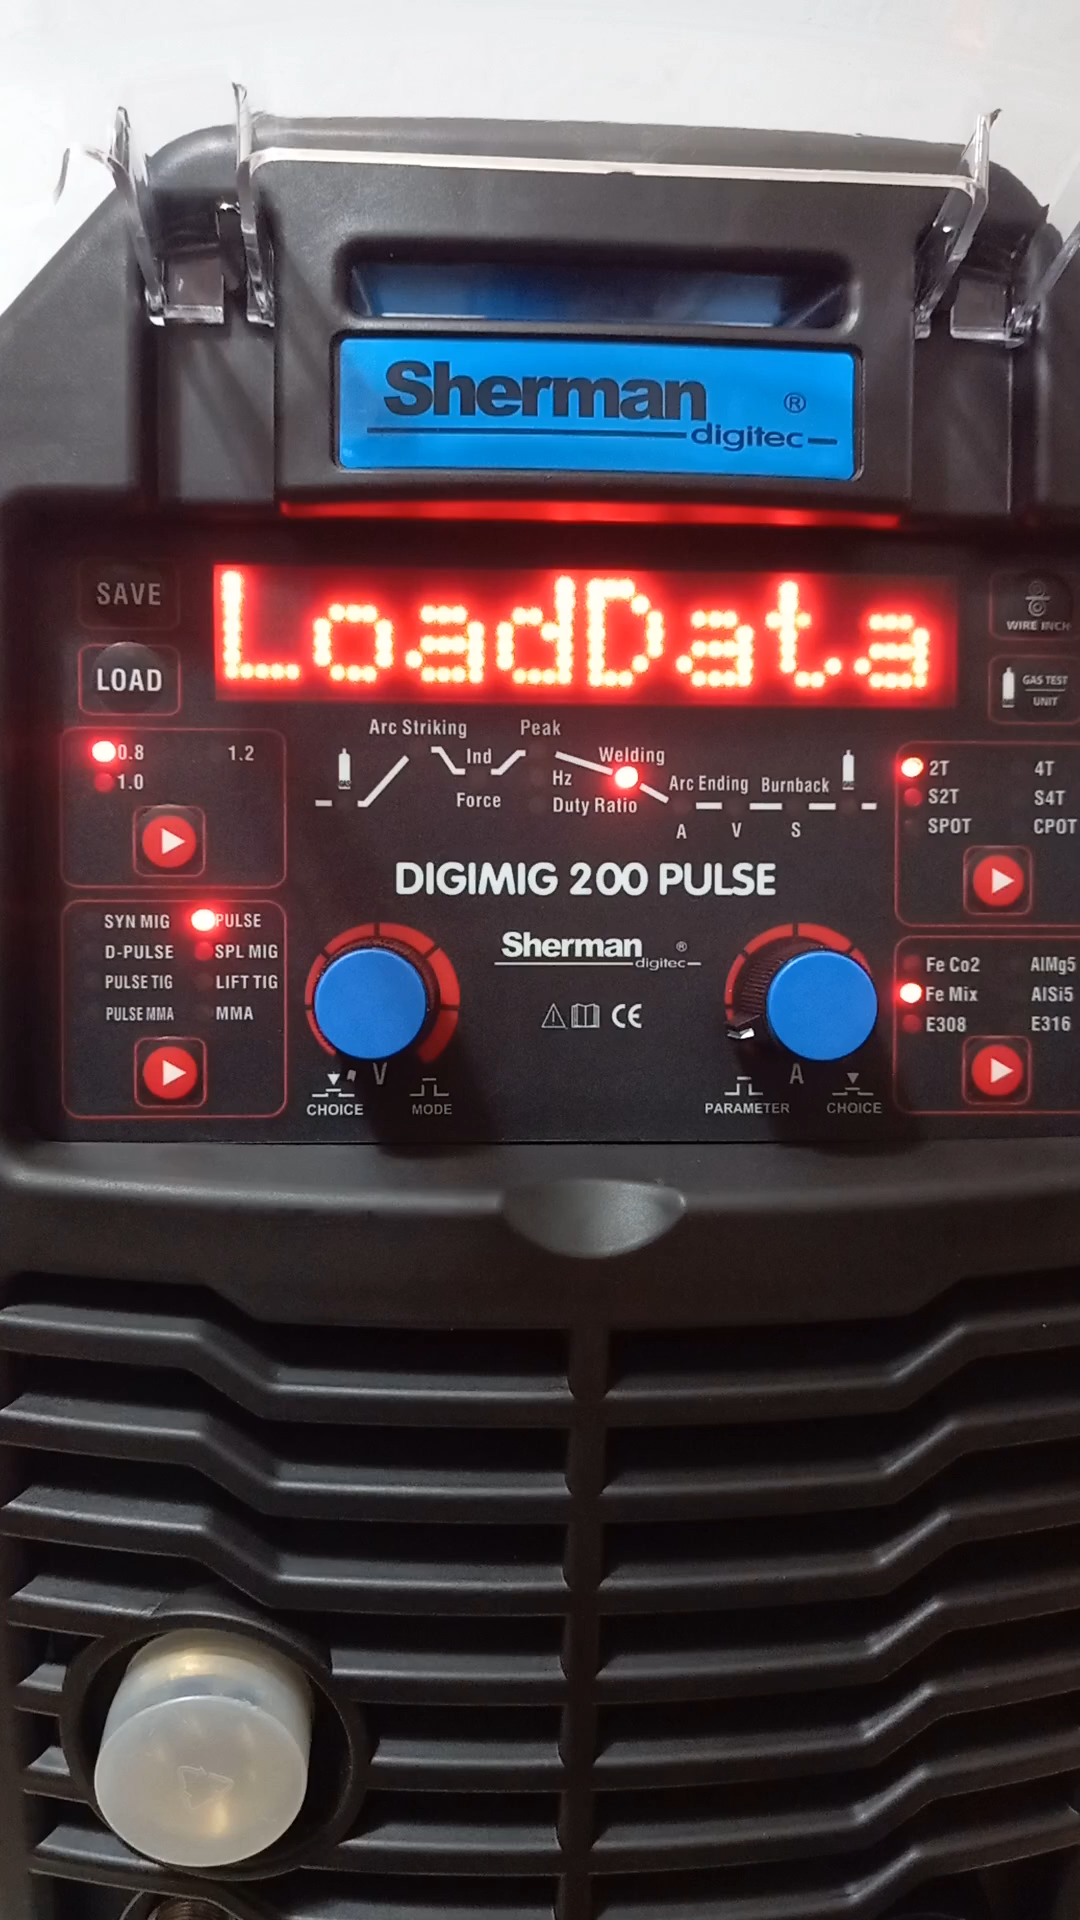 Sherman ®
digitec
SAVE
LoadData
WIRE INCH
LOAD
GAS TEST
UNIT
0.8 1.2
1.0
Arc Striking
Peak
Ind
Force
Hz
Duty Ratio
Welding
Arc Ending
Burnback
GAS
A V S
2T 4T
S2T S4T
SPOT CPOT
DIGIMIG 200 PULSE
SYN MIG PULSE
D-PULSE SPL MIG
PULSE TIG LIFT TIG
PULSE MMA MMA
Sherman ®
digitec
CE
Fe Co2 AlMg5
Fe Mix AlSi5
E308 E316
V
CHOICE MODE
A
PARAMETER CHOICE